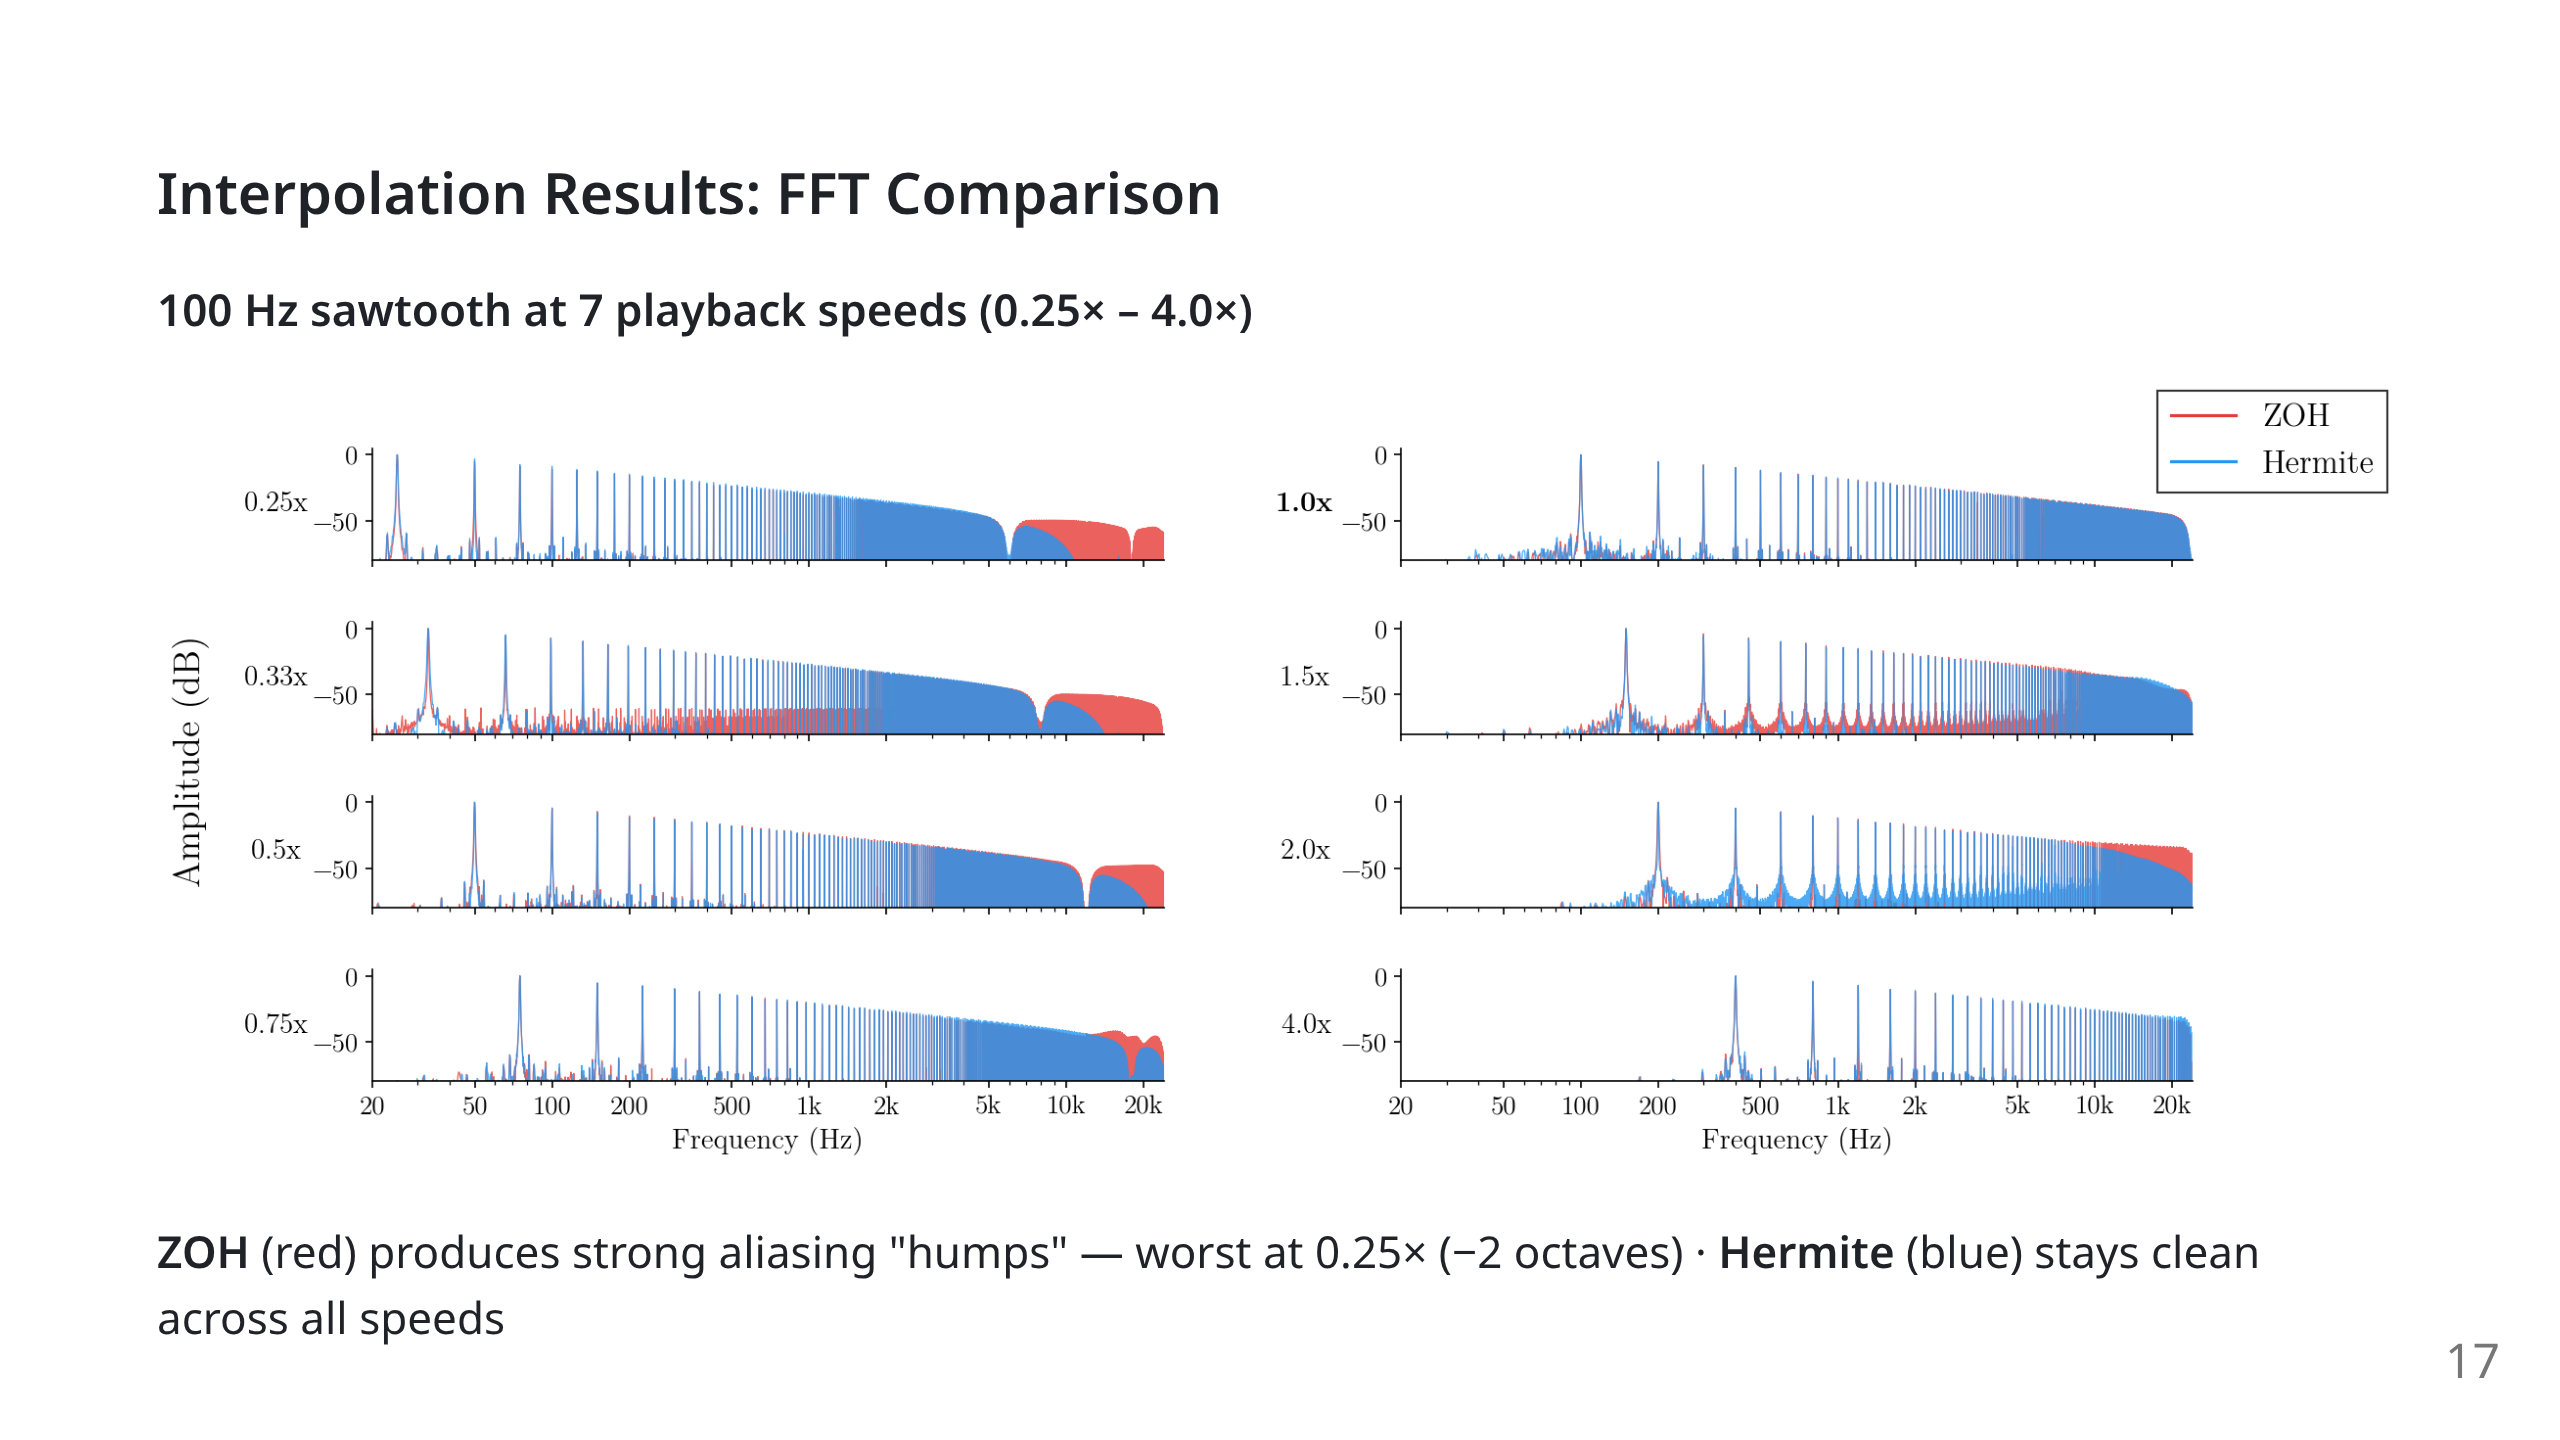 Interpolation Results: FFT Comparison
100 Hz sawtooth at 7 playback speeds (0.25× – 4.0×)
ZOH
Hermite
Amplitude (dB)
0.25x
0
−50
0.33x
0
−50
0.5x
0
−50
0.75x
0
−50
20 50 100 200 500 1k 2k 5k 10k 20k
Frequency (Hz)
1.0x
0
−50
1.5x
0
−50
2.0x
0
−50
4.0x
0
−50
20 50 100 200 500 1k 2k 5k 10k 20k
Frequency (Hz)
ZOH (red) produces strong aliasing "humps" — worst at 0.25× (−2 octaves) · Hermite (blue) stays clean
across all speeds
17